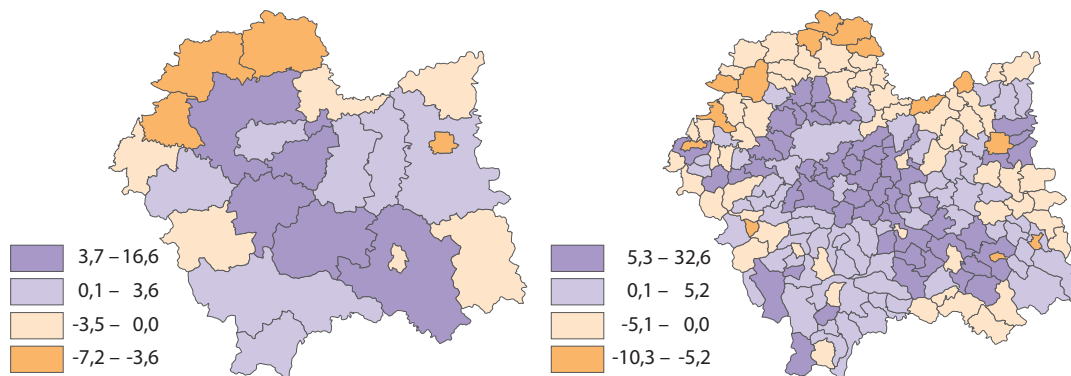 3,7 – 16,6
0,1 – 3,6
-3,5 – 0,0
-7,2 – -3,6
5,3 – 32,6
0,1 – 5,2
-5,1 – 0,0
-10,3 – -5,2